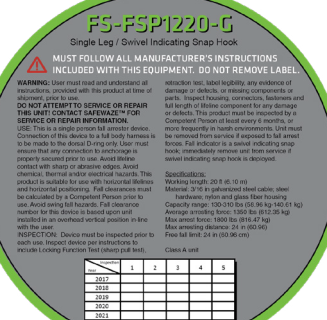 FS-FSP1220-G
Single Leg / Swivel Indicating Snap Hook
MUST FOLLOW ALL MANUFACTURER'S INSTRUCTIONS
INCLUDED WITH THIS EQUIPMENT. DO NOT REMOVE LABEL.
WARNING: User must read and understand all
instructions, provided with this product at time of
shipment, prior to use.
DO NOT ATTEMPT TO SERVICE OR REPAIR
THIS UNIT! CONTACT SAFEWAZE™ FOR
SERVICE OR REPAIR INFORMATION.
USE: This is a single person fall arrester device.
Connection of this device to a full body harness is
to be made to the dorsal D-ring only. User must
ensure that any connection to anchorage is
properly secured prior to use. Avoid lifeline
contact with sharp or abrasive edges. Avoid
chemical, thermal and/or electrical hazards. This
product is suitable for use with horizontal lifelines
and horizontal positioning. Fall clearances must
be calculated by a Competent Person prior to
use. Avoid swing fall hazards. Fall clearance
number for this device is based upon unit
installed in an overhead vertical position in-line
with the user.
INSPECTION: Device must be inspected prior to
each use. Inspect device per instructions to
include Locking Function Test (sharp pull test),
retraction test, label legibility, any evidence of
damage or defects, or missing components or
parts. Inspect housing, connectors, fasteners and
full length of lifeline component for any damage
or defects. This product must be inspected by a
Competent Person at least every 6 months, or
more frequently in harsh environments. Unit must
be removed from service if exposed to fall arrest
forces. Fall indicator is a swivel indicating snap
hook; immediately remove unit from service if
swivel indicating snap hook is deployed.
Specifications:
Working length: 20 ft (6.10 m)
Material: 3/16 in galvanized steel cable; steel
hardware; nylon and glass fiber housing
Capacity range: 130-310 lbs (58.96 kg-140.61 kg)
Average arresting force: 1350 lbs (612.35 kg)
Max arrest force: 1800 lbs (816.47 kg)
Max arresting distance: 24 in (60.96)
Free fall limit: 24 in (60.96 cm)
Class A unit
Inspection
Year 1 2 3 4 5
2017
2018
2019
2020
2021